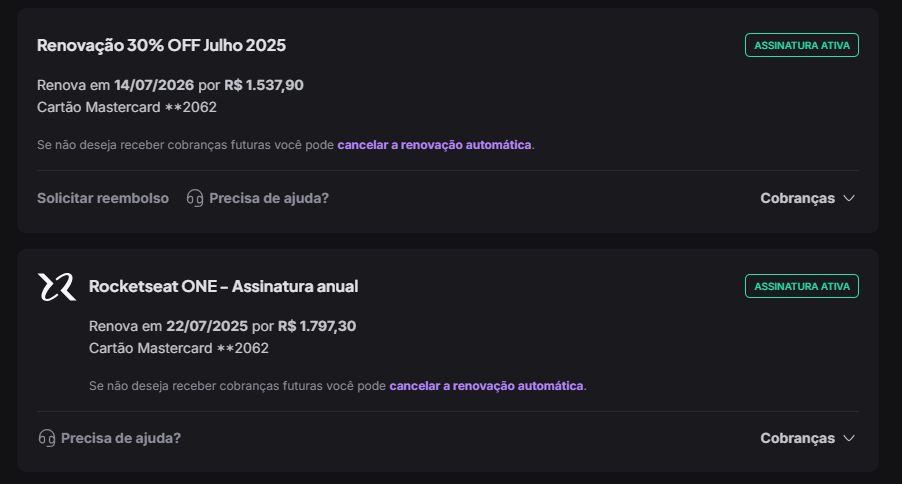 Renovação 30% OFF Julho 2025
ASSINATURA ATIVA
Renova em 14/07/2026 por R$ 1.537,90
Cartão Mastercard **2062
Se não deseja receber cobranças futuras você pode cancelar a renovação automática.
Solicitar reembolso Precisa de ajuda? Cobranças
Rocketseat ONE – Assinatura anual
ASSINATURA ATIVA
Renova em 22/07/2025 por R$ 1.797,30
Cartão Mastercard **2062
Se não deseja receber cobranças futuras você pode cancelar a renovação automática.
Precisa de ajuda? Cobranças